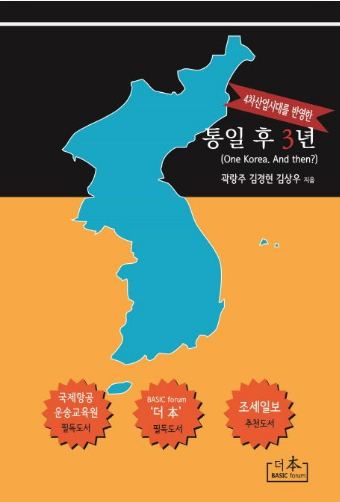 4차산업시대를 반영한
통일 후 3년
(One Korea. And then?)
곽랑주 김경현 김상우 지음
국제항공
운송교육원
필독도서
BASIC forum
'더 本'
필독도서
조세일보
추천도서
더 本
BASIC forum